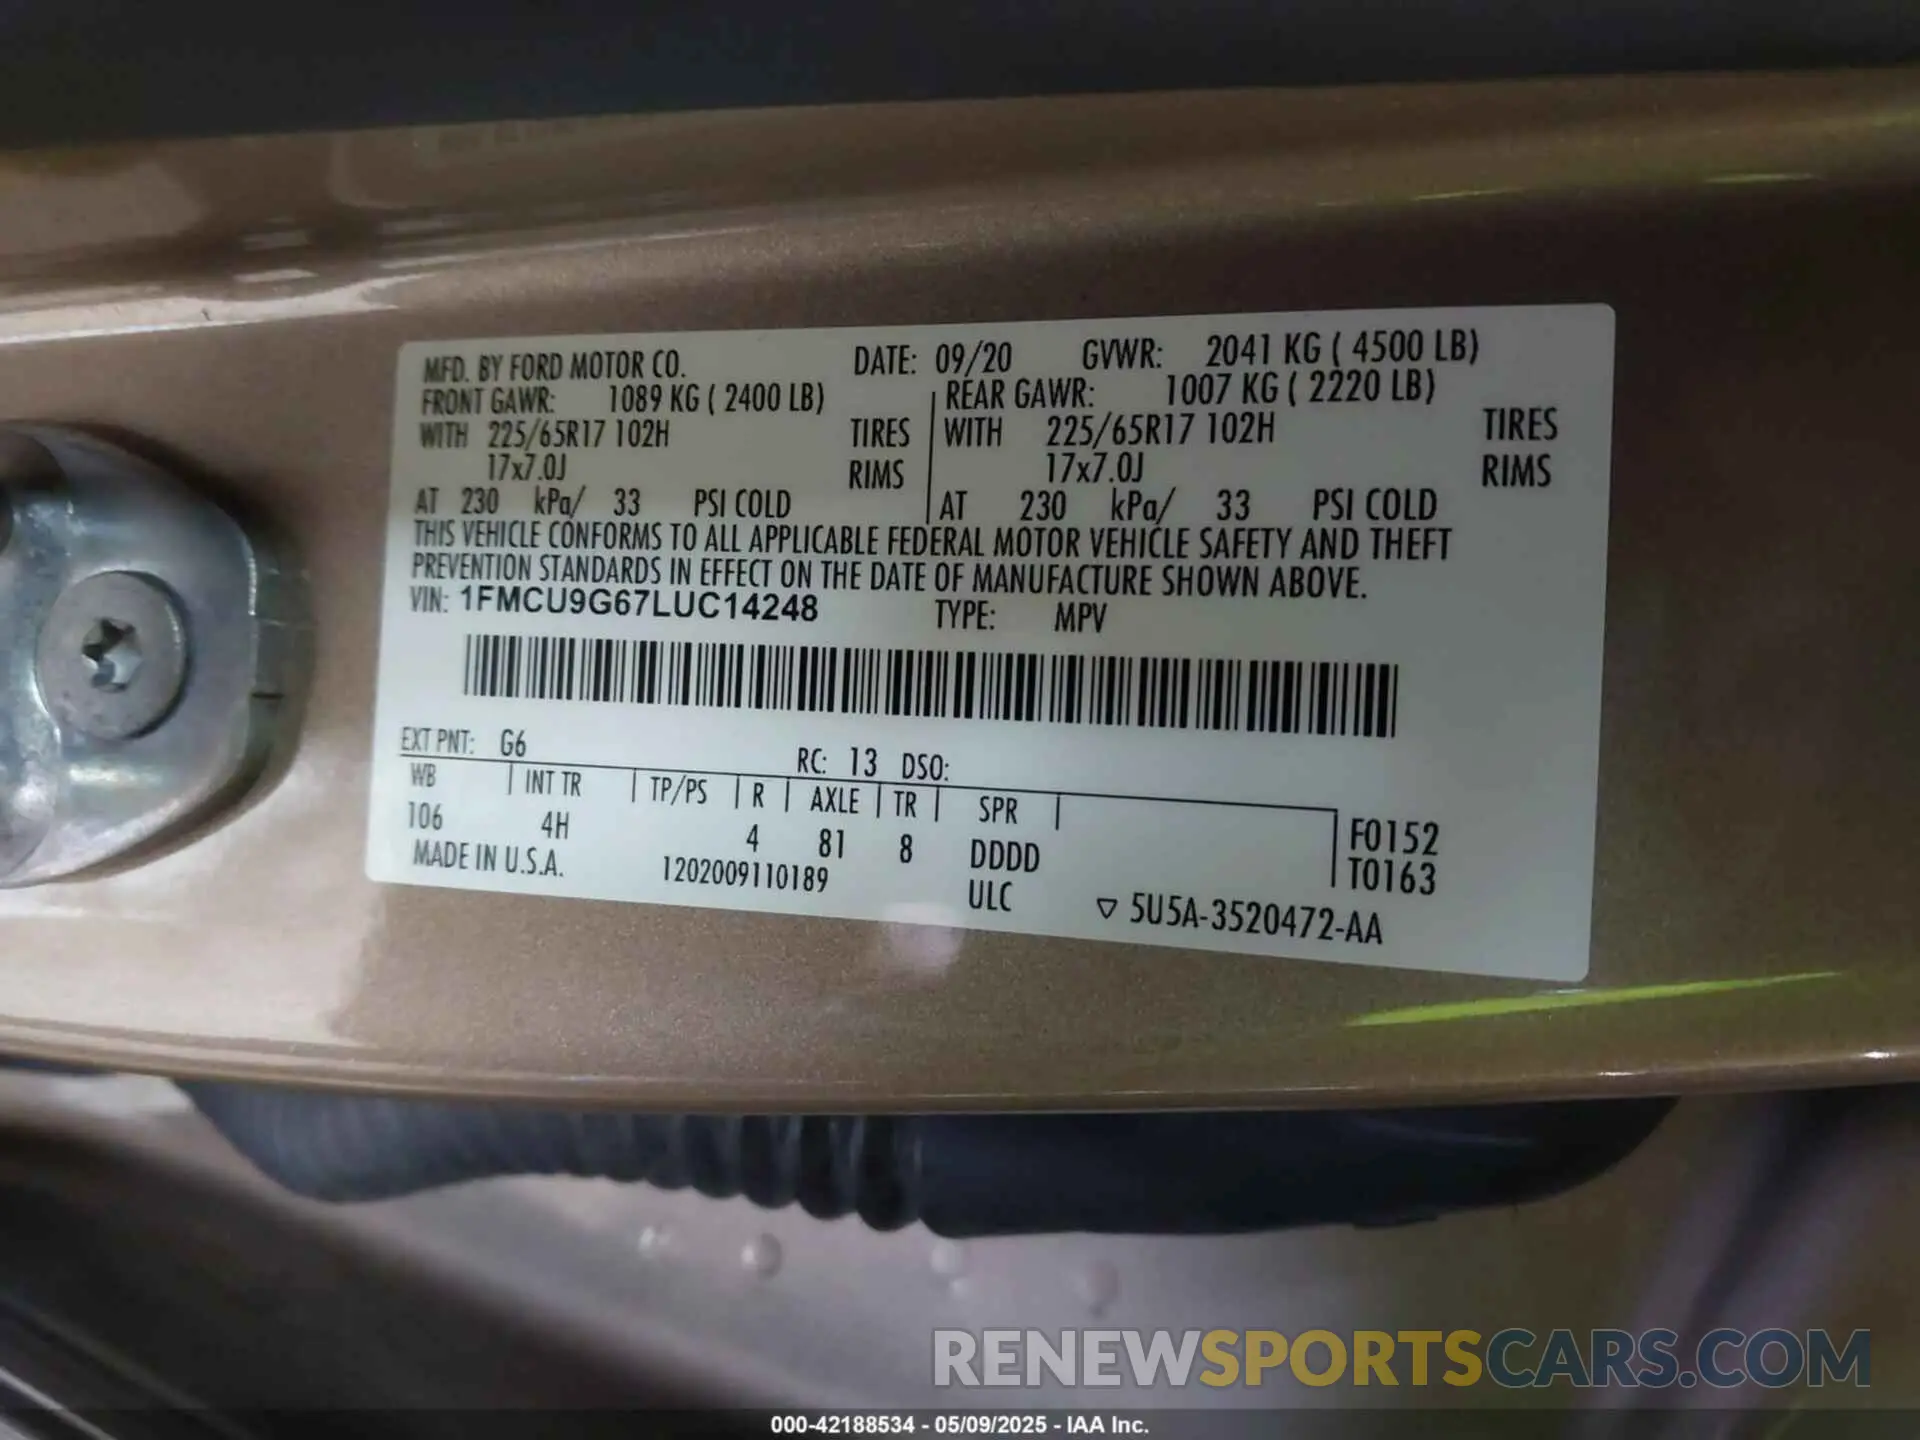 MFD. BY FORD MOTOR CO. DATE: 09/20 GVWR: 2041 KG ( 4500 LB)
FRONT GAWR: 1089 KG ( 2400 LB) REAR GAWR: 1007 KG ( 2220 LB)
WITH 225/65R17 102H TIRES WITH 225/65R17 102H TIRES
17x7.0J RIMS 17x7.0J RIMS
AT 230 kPa/ 33 PSI COLD AT 230 kPa/ 33 PSI COLD
THIS VEHICLE CONFORMS TO ALL APPLICABLE FEDERAL MOTOR VEHICLE SAFETY AND THEFT
PREVENTION STANDARDS IN EFFECT ON THE DATE OF MANUFACTURE SHOWN ABOVE.
VIN: 1FMCU9G67LUC14248 TYPE: MPV
EXT PNT: G6 RC: 13 DSO:
WB INT TR TP/PS R AXLE TR SPR
106 4H 4 81 8 DDDD F0152
MADE IN U.S.A. 1202009110189 ULC T0163
▽ 5U5A-3520472-AA
RENEWSPORTSCARS.COM
000-42188534 - 05/09/2025 - IAA Inc.